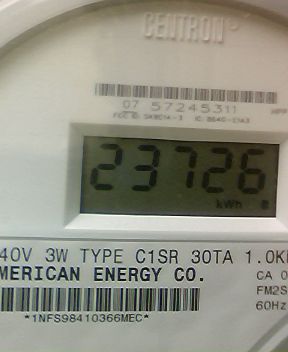 CENTRON
07 57245311
23726
kWh
40V 3W TYPE C1SR 30TA 1.0K
MERICAN ENERGY CO.
CA 0
FM2S
60Hz
*1NFS98410366MEC*